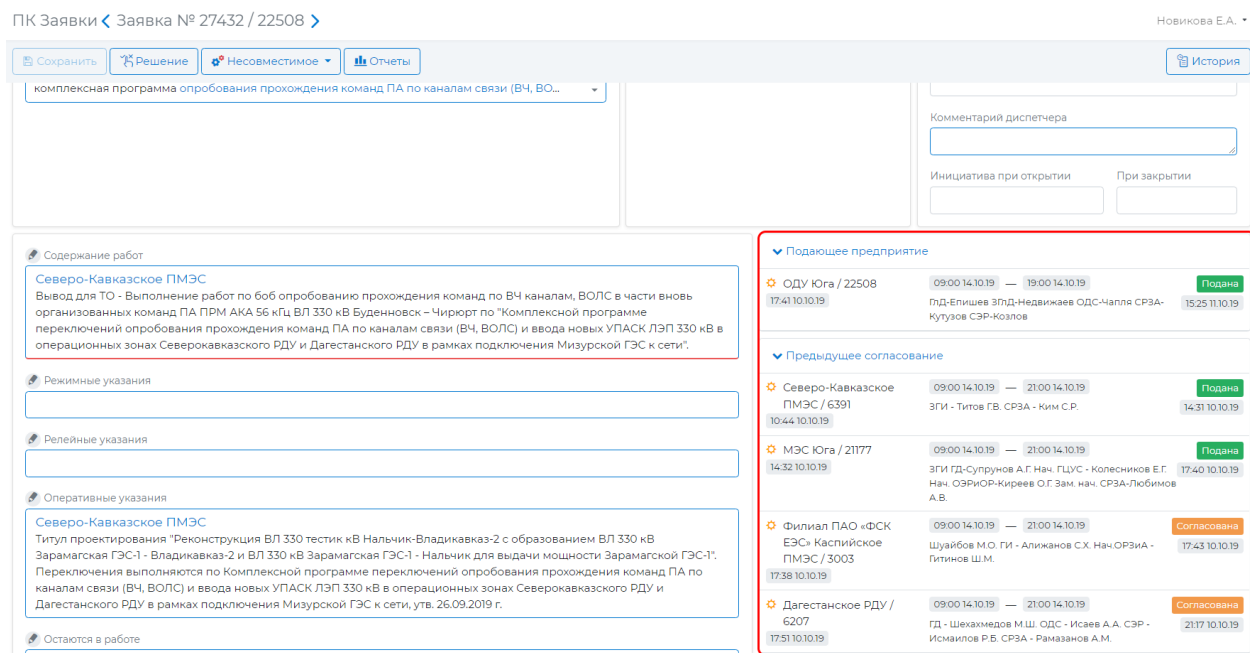 ПК Заявки Заявка № 27432 / 22508
Новикова Е.А.
Сохранить
Решение
Несовместимое
Отчеты
История
комплексная программа опробования прохождения команд ПА по каналам связи (ВЧ, ВО...
Комментарий диспетчера
Инициатива при открытии
При закрытии
Содержание работ
Северо-Кавказское ПМЭС
Вывод для ТО - Выполнение работ по боб опробованию прохождения команд по ВЧ каналам, ВОЛС в части вновь
организованных команд ПА ПРМ АКА 56 кГц ВЛ 330 кВ Буденновск – Чирюрт по "Комплексной программе
переключений опробования прохождения команд ПА по каналам связи (ВЧ, ВОЛС) и ввода новых УПАСК ЛЭП 330 кВ в
операционных зонах Северокавказского РДУ и Дагестанского РДУ в рамках подключения Мизурской ГЭС к сети".
Режимные указания
Релейные указания
Оперативные указания
Северо-Кавказское ПМЭС
Титул проектирования "Реконструкция ВЛ 330 тестик кВ Нальчик-Владикавказ-2 с образованием ВЛ 330 кВ
Зарамагская ГЭС-1 - Владикавказ-2 и ВЛ 330 кВ Зарамагская ГЭС-1 - Нальчик для выдачи мощности Зарамагской ГЭС-1".
Переключения выполняются по Комплексной программе переключений опробования прохождения команд ПА по
каналам связи (ВЧ, ВОЛС) и ввода новых УПАСК ЛЭП 330 кВ в операционных зонах Северокавказского РДУ и
Дагестанского РДУ в рамках подключения Мизурской ГЭС к сети, утв. 26.09.2019 г.
Остаются в работе
Подающее предприятие
ОДУ Юга / 22508
17:41 10.10.19
09:00 14.10.19 — 19:00 14.10.19
ГлД-Епишев ЗГлД-Недвижаев ОДС-Чапля СРЗА-
Кутузов СЭР-Козлов
Подана
15:25 11.10.19
Предыдущее согласование
Северо-Кавказское
ПМЭС / 6391
10:44 10.10.19
09:00 14.10.19 — 21:00 14.10.19
ЗГИ - Титов Г.В. СРЗА - Ким С.Р.
Подана
14:31 10.10.19
МЭС Юга / 21177
14:32 10.10.19
09:00 14.10.19 — 21:00 14.10.19
ЗГИ ГД-Супрунов А.Г. Нач. ГЦУС - Колесников Е.Г.
Нач. ОЭРиОР-Киреев О.Г. Зам. нач. СРЗА-Любимов
А.В.
Подана
17:40 10.10.19
Филиал ПАО «ФСК
ЕЭС» Каспийское
ПМЭС / 3003
17:38 10.10.19
09:00 14.10.19 — 21:00 14.10.19
Шуайбов М.О. ГИ - Алижанов С.Х. Нач.ОРЗиА -
Гитинов Ш.М.
Согласована
17:43 10.10.19
Дагестанское РДУ /
6207
17:51 10.10.19
09:00 14.10.19 — 21:00 14.10.19
ГД - Шехахмедов М.Ш. ОДС - Исаев А.А. СЭР -
Исмаилов Р.Б. СРЗА - Рамазанов А.М.
Согласована
21:17 10.10.19